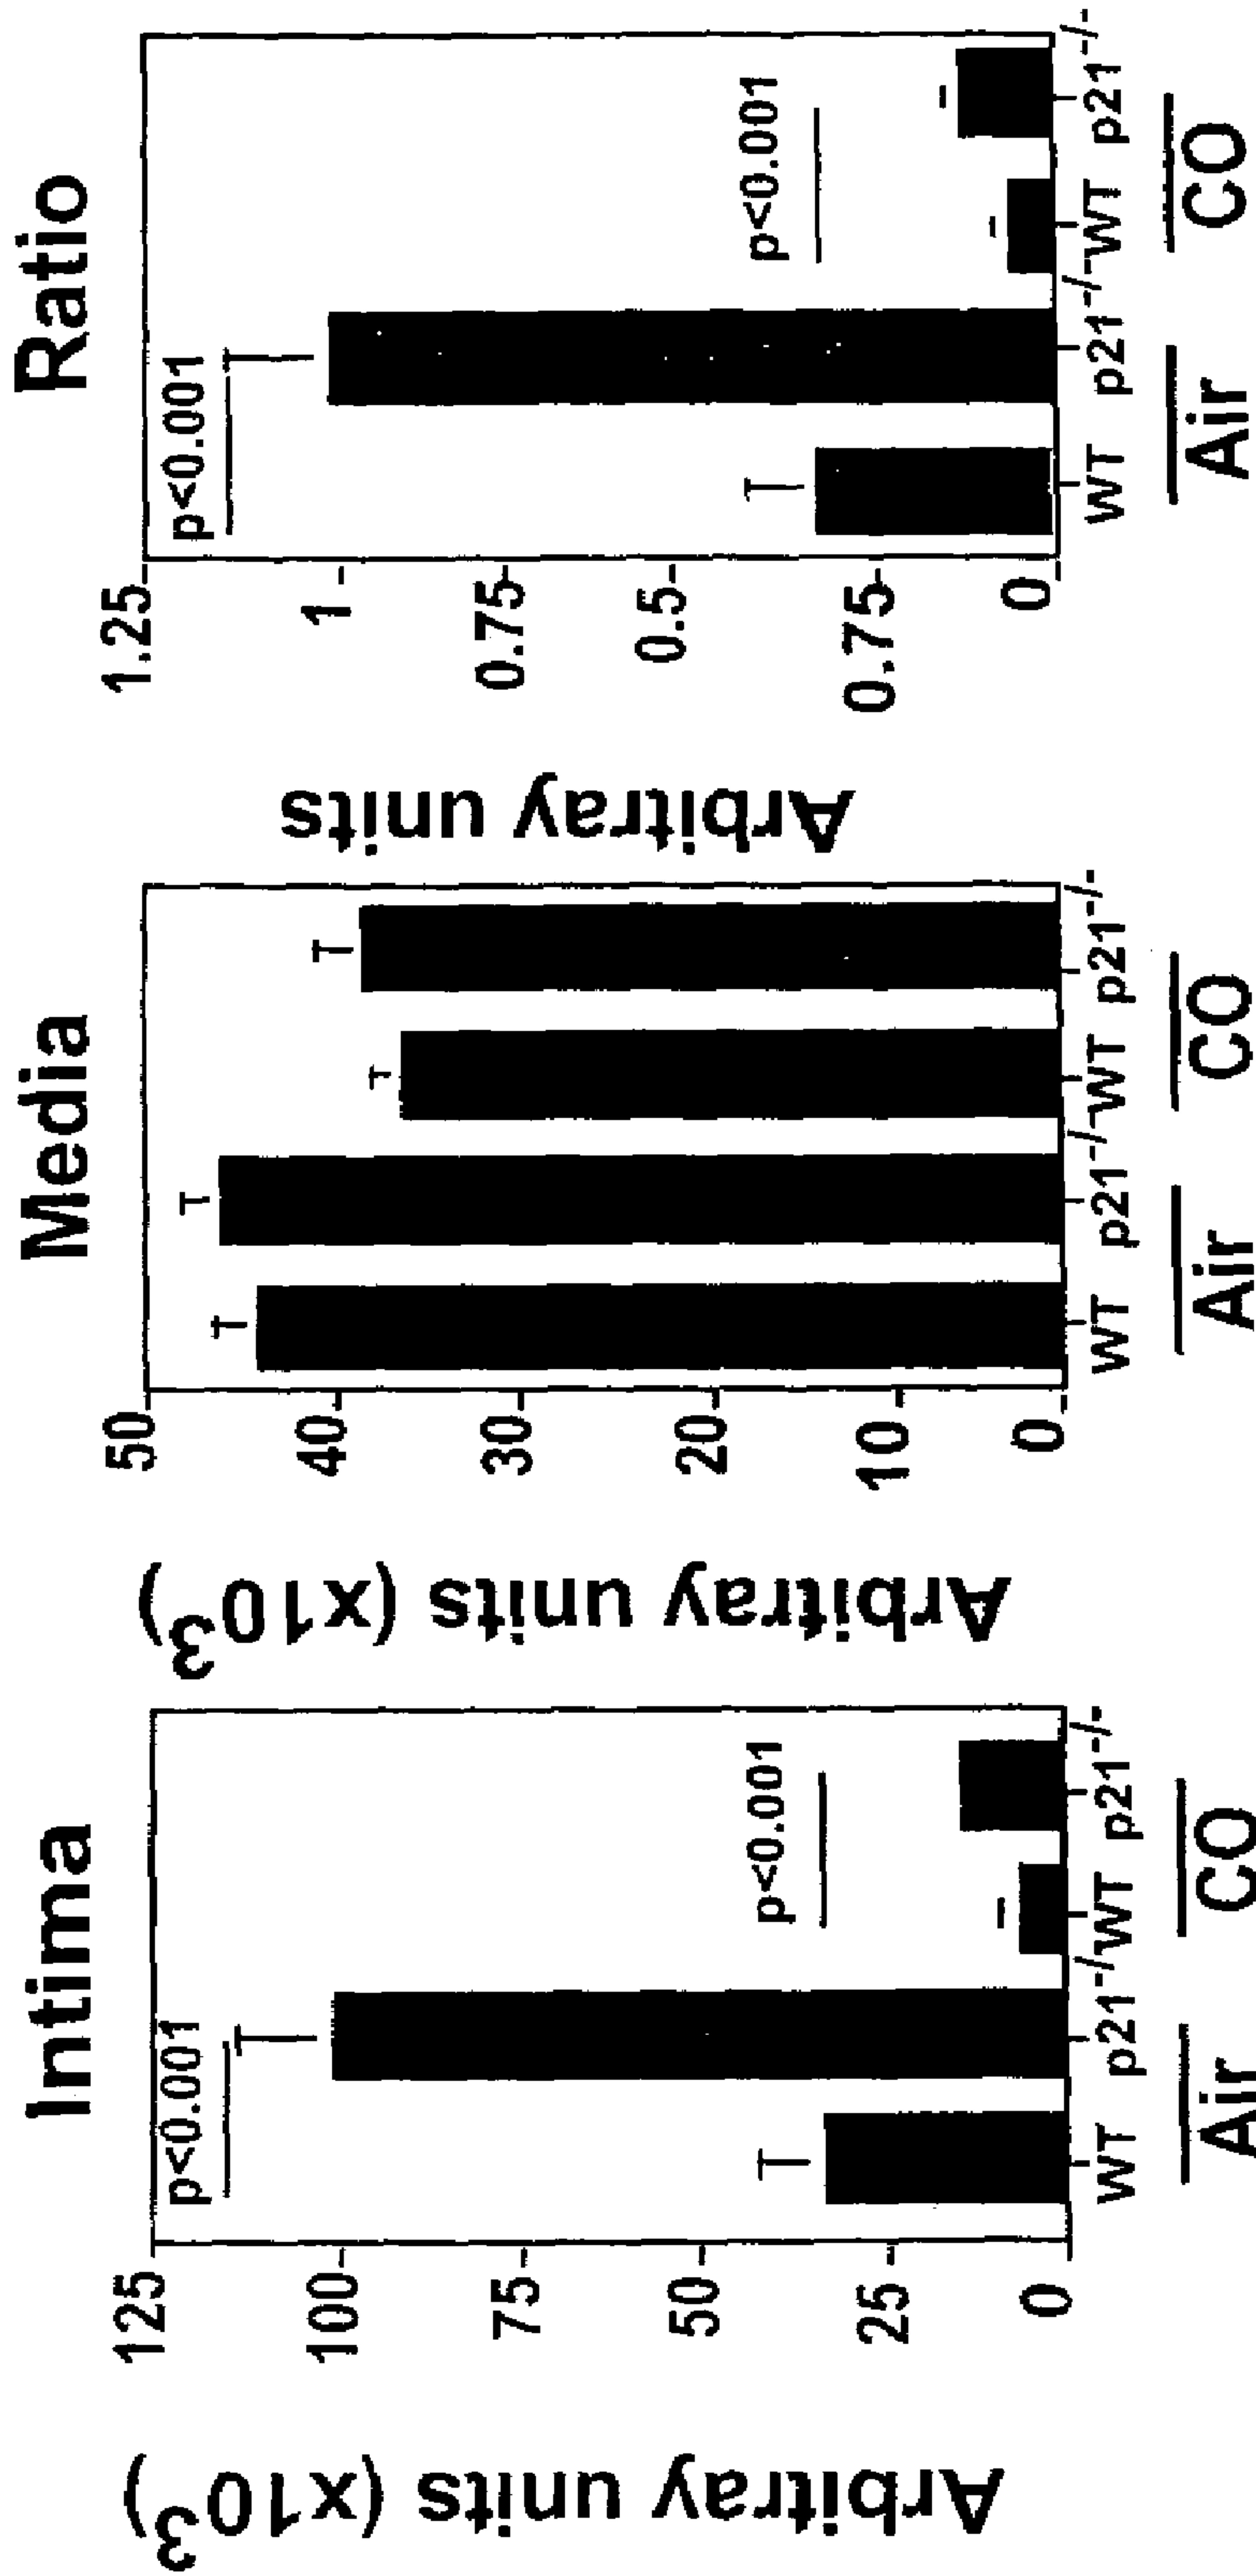 Intima
Arbitray units (x10³)
125
100
75
50
25
0
p<0.001
p<0.001
WT p21⁻/⁻ WT p21⁻/⁻
Air CO
Media
Arbitray units (x10³)
50
40
30
20
10
0
WT p21⁻/⁻ WT p21⁻/⁻
Air CO
Ratio
Arbitray units
1.25
1
0.75
0.5
0.75
0
p<0.001
p<0.001
WT p21⁻/⁻ WT p21⁻/⁻
Air CO